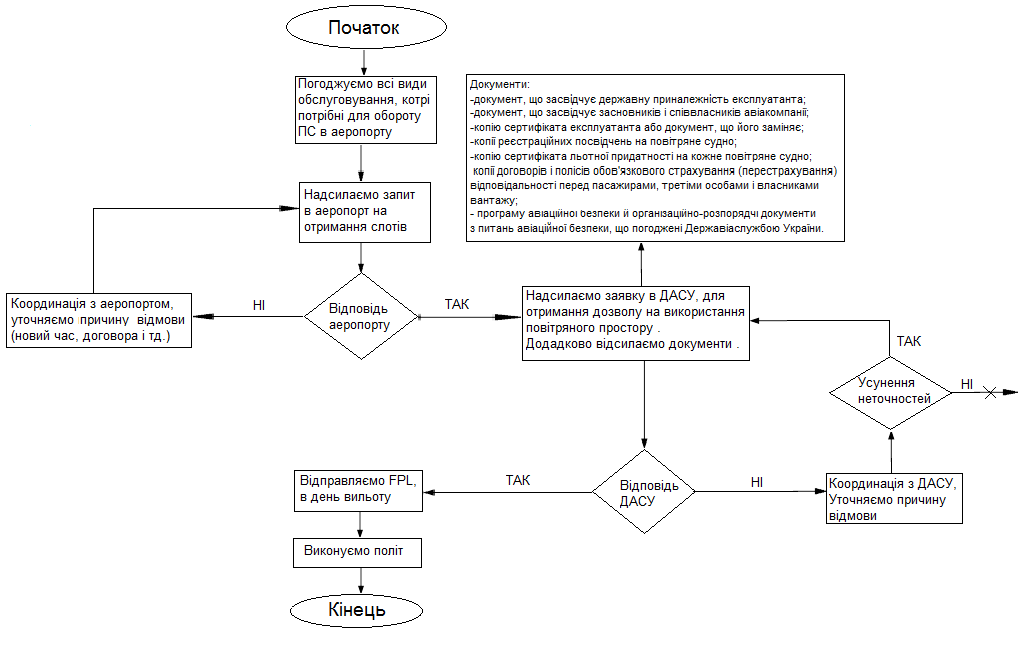 Початок
Погоджуємо всі види
обслуговування, котрі
потрібні для обороту
ПС в аеропорту
Документи:
-документ, що засвідчує державну приналежність експлуатанта;
-документ, що засвідчує засновників і співвласників авіакомпанії;
-копію сертифіката експлуатанта або документ, що його заміняє;
-копії реєстраційних посвідчень на повітряне судно;
-копію сертифіката льотної придатності на кожне повітряне судно;
копії договорів і полісів обов'язкового страхування (перестрахування)
відповідальності перед пасажирами, третіми особами і власниками
вантажу;
- програму авіаційної безпеки й організаційно-розпорядчі документи
з питань авіаційної безпеки, що погоджені Державіаслужбою України.
Надсилаємо запит
в аеропорт на
отримання слотів
Координація з аеропортом,
уточняємо причину відмови
(новий час, договора і тд.)
НІ
Відповідь
аеропорту
ТАК
Надсилаємо заявку в ДАСУ, для
отримання дозволу на використання
повітряного простору .
Додадково відсилаємо документи .
ТАК
Усунення
неточностей
НІ
Відправляємо FPL,
в день вильоту
ТАК
Відповідь
ДАСУ
НІ
Координація з ДАСУ,
Уточняємо причину
відмови
Виконуємо політ
Кінець